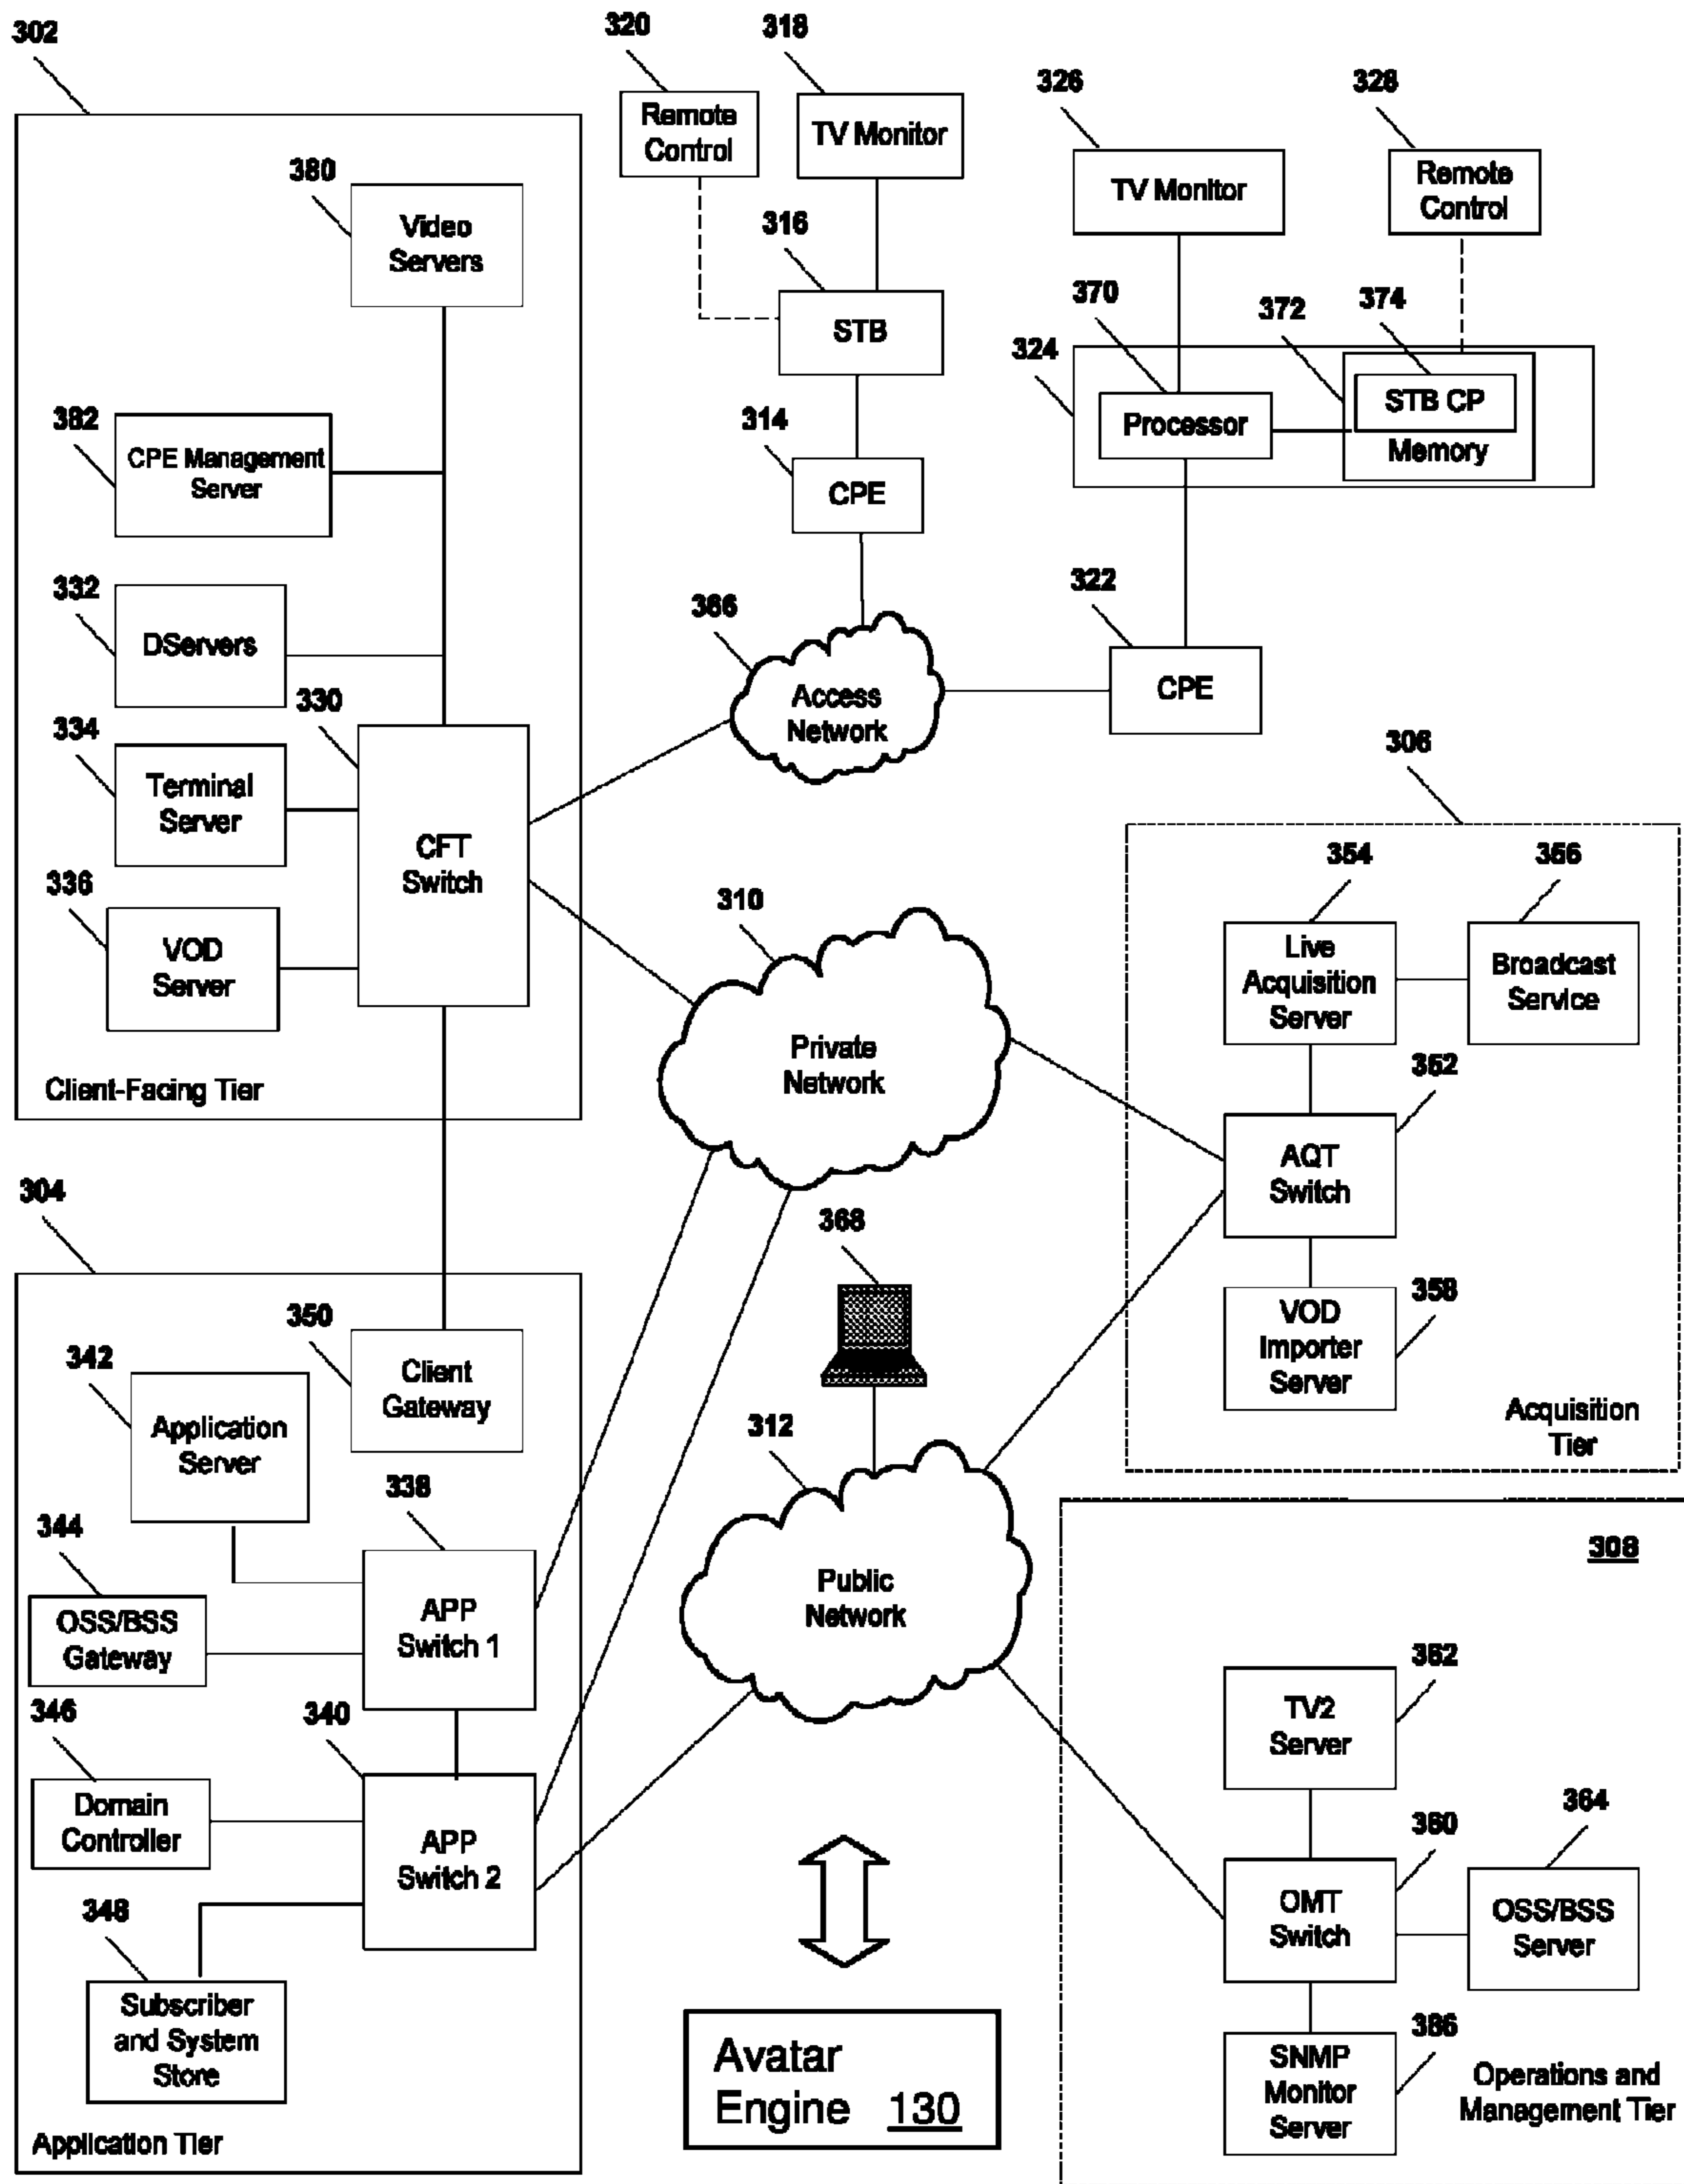 302
320
318
Remote
Control
TV Monitor
326
328
TV Monitor
Remote
Control
380
Video
Servers
316
STB
370
372
374
324
Processor
STB CP
Memory
382
CPE Management
Server
314
CPE
332
DServers
322
CPE
366
Access
Network
330
334
Terminal
Server
CFT
Switch
336
VOD
Server
Client-Facing Tier
310
Private
Network
306
354
356
Live
Acquisition
Server
Broadcast
Service
352
AQT
Switch
358
VOD
Importer
Server
Acquisition
Tier
304
350
Client
Gateway
342
Application
Server
368
312
Public
Network
338
APP
Switch 1
344
OSS/BSS
Gateway
346
Domain
Controller
340
APP
Switch 2
348
Subscriber
and System
Store
Application Tier
Avatar
Engine 130
308
362
TV2
Server
360
364
OMT
Switch
OSS/BSS
Server
386
SNMP
Monitor
Server
Operations and
Management Tier